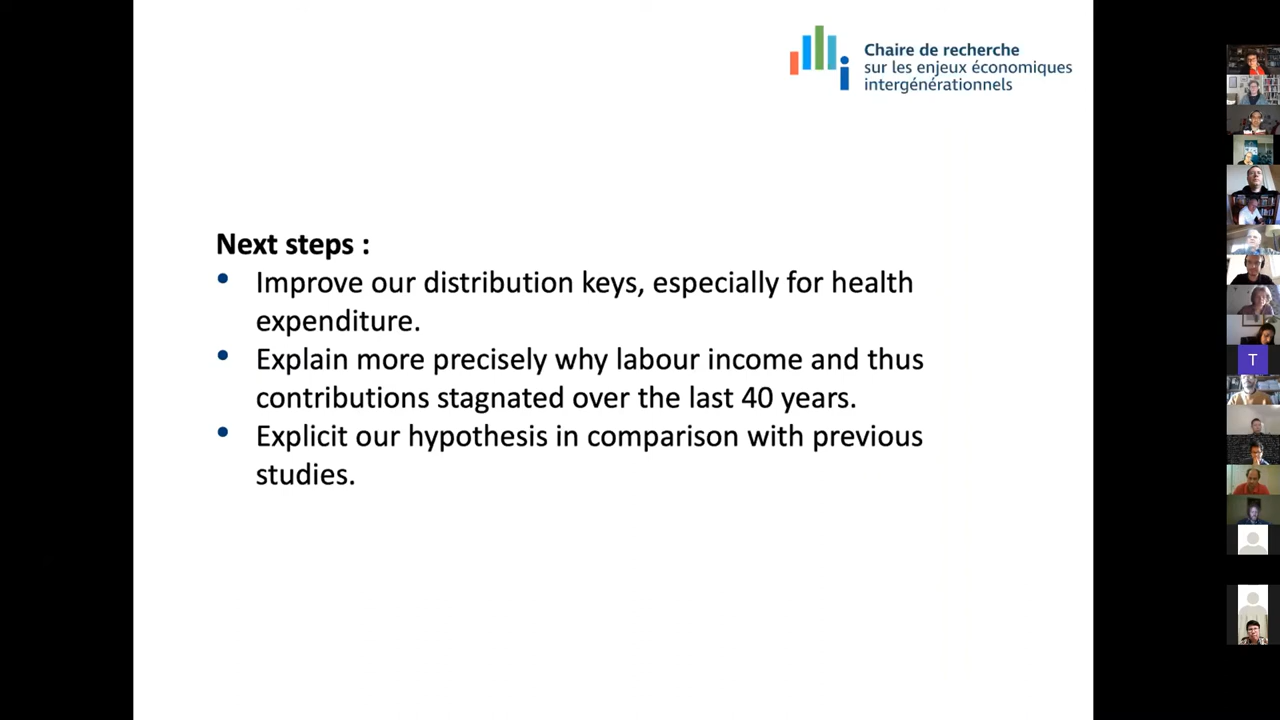 Chaire de recherche
sur les enjeux économiques
intergénérationnels
Next steps :
• Improve our distribution keys, especially for health
expenditure.
• Explain more precisely why labour income and thus
contributions stagnated over the last 40 years.
• Explicit our hypothesis in comparison with previous
studies.
T